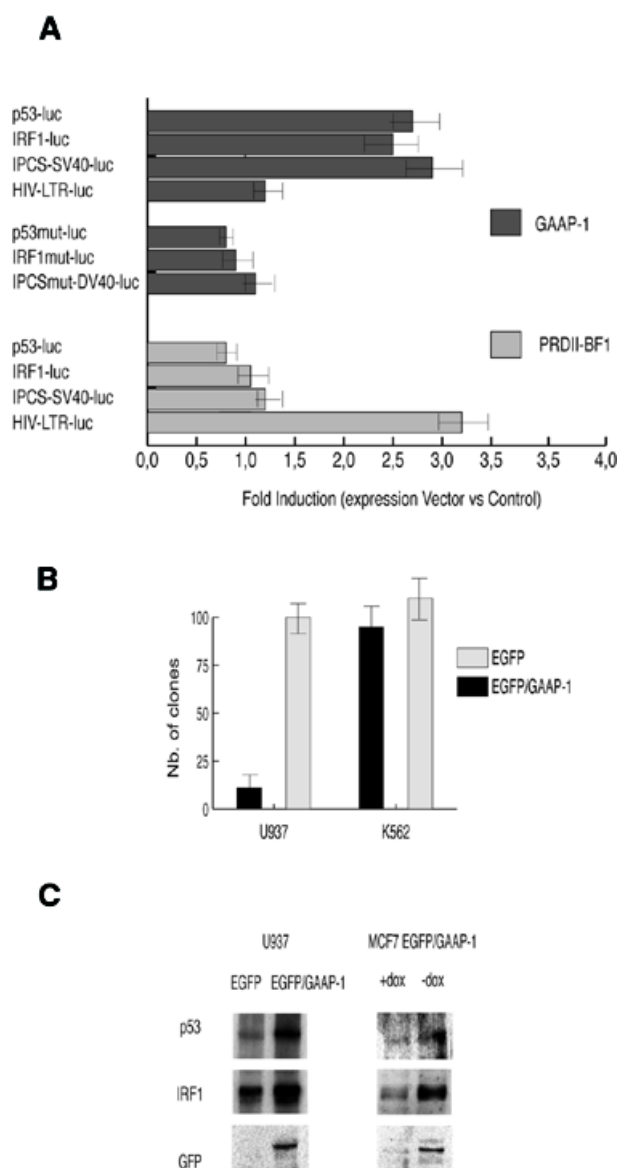 A
p53-luc
IRF1-luc
IPCS-SV40-luc
HIV-LTR-luc
GAAP-1
p53mut-luc
IRF1mut-luc
IPCSmut-DV40-luc
PRDII-BF1
p53-luc
IRF1-luc
IPCS-SV40-luc
HIV-LTR-luc
0,0 0,5 1,0 1,5 2,0 2,5 3,0 3,5 3,5 4,0
Fold Induction (expression Vector vs Control)
B
Nb. of clones
100
75
50
25
0
EGFP
EGFP/GAAP-1
U937 K562
C
U937 MCF7 EGFP/GAAP-1
EGFP EGFP/GAAP-1 +dox -dox
p53
IRF1
GFP